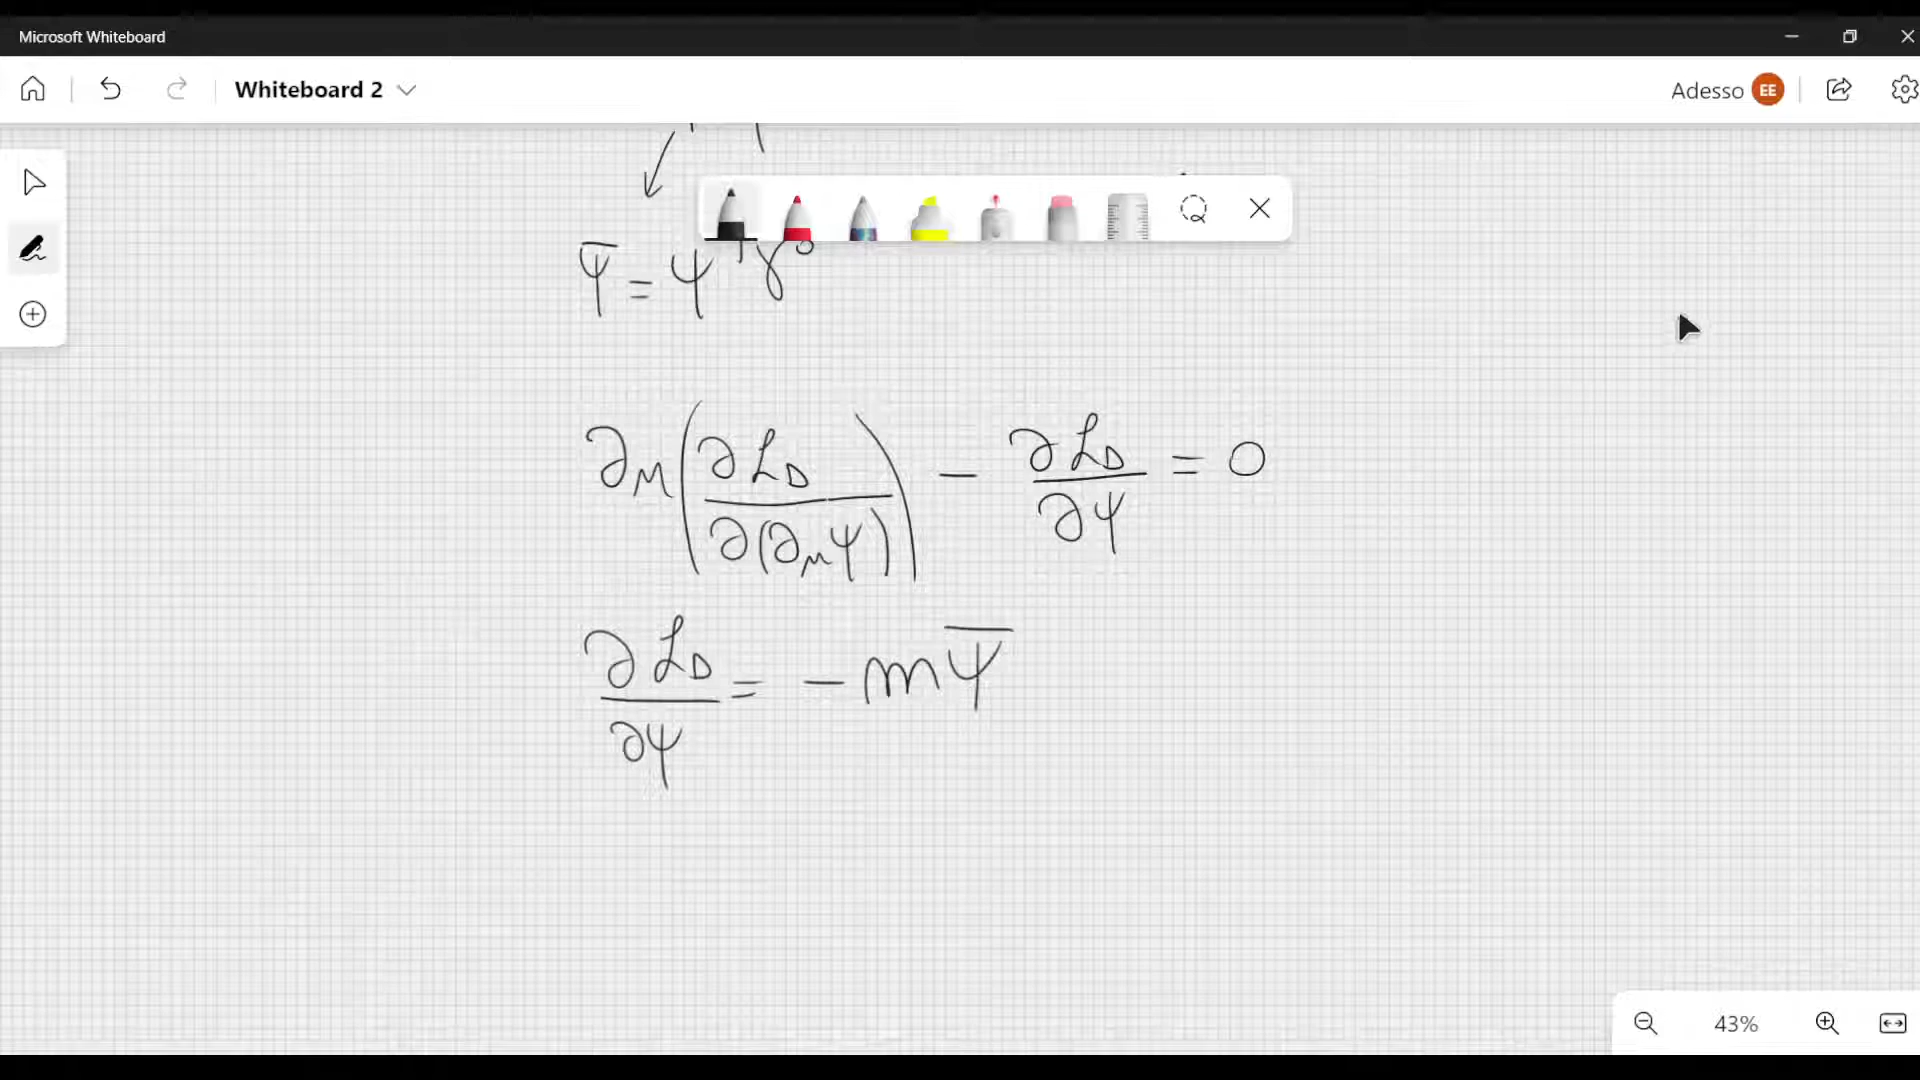 Microsoft Whiteboard
Whiteboard 2
Adesso EE
ψ̅ = ψ†γ⁰
∂μ(∂ℒD / ∂(∂μψ)) − ∂ℒD / ∂ψ = 0
∂ℒD / ∂ψ = − mψ̅
43%